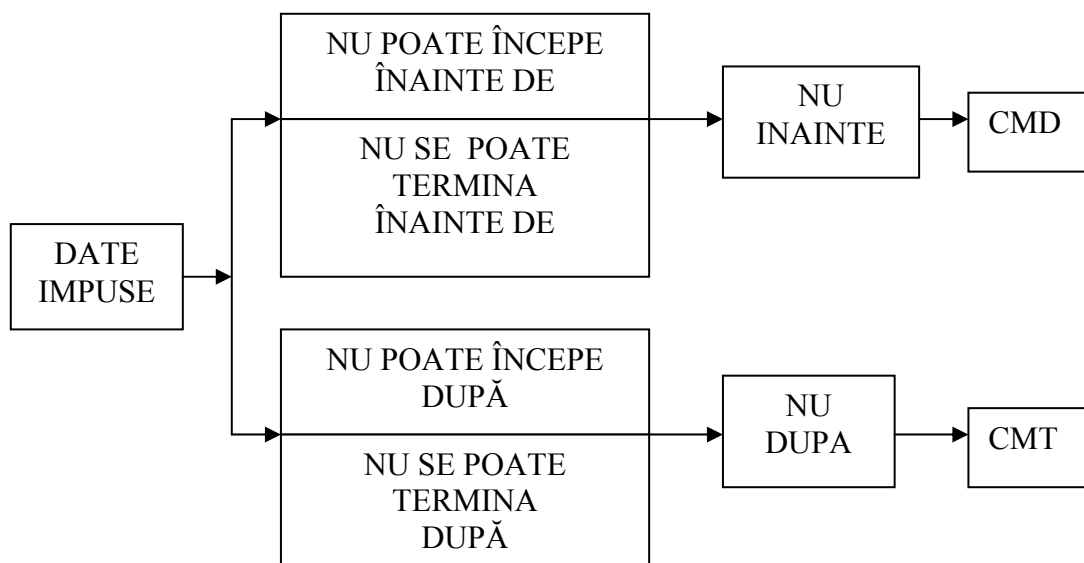 NU POATE ÎNCEPE
ÎNAINTE DE
NU SE POATE
TERMINA
ÎNAINTE DE
NU
INAINTE
CMD
DATE
IMPUSE
NU POATE ÎNCEPE
DUPĂ
NU SE POATE
TERMINA
DUPĂ
NU
DUPA
CMT